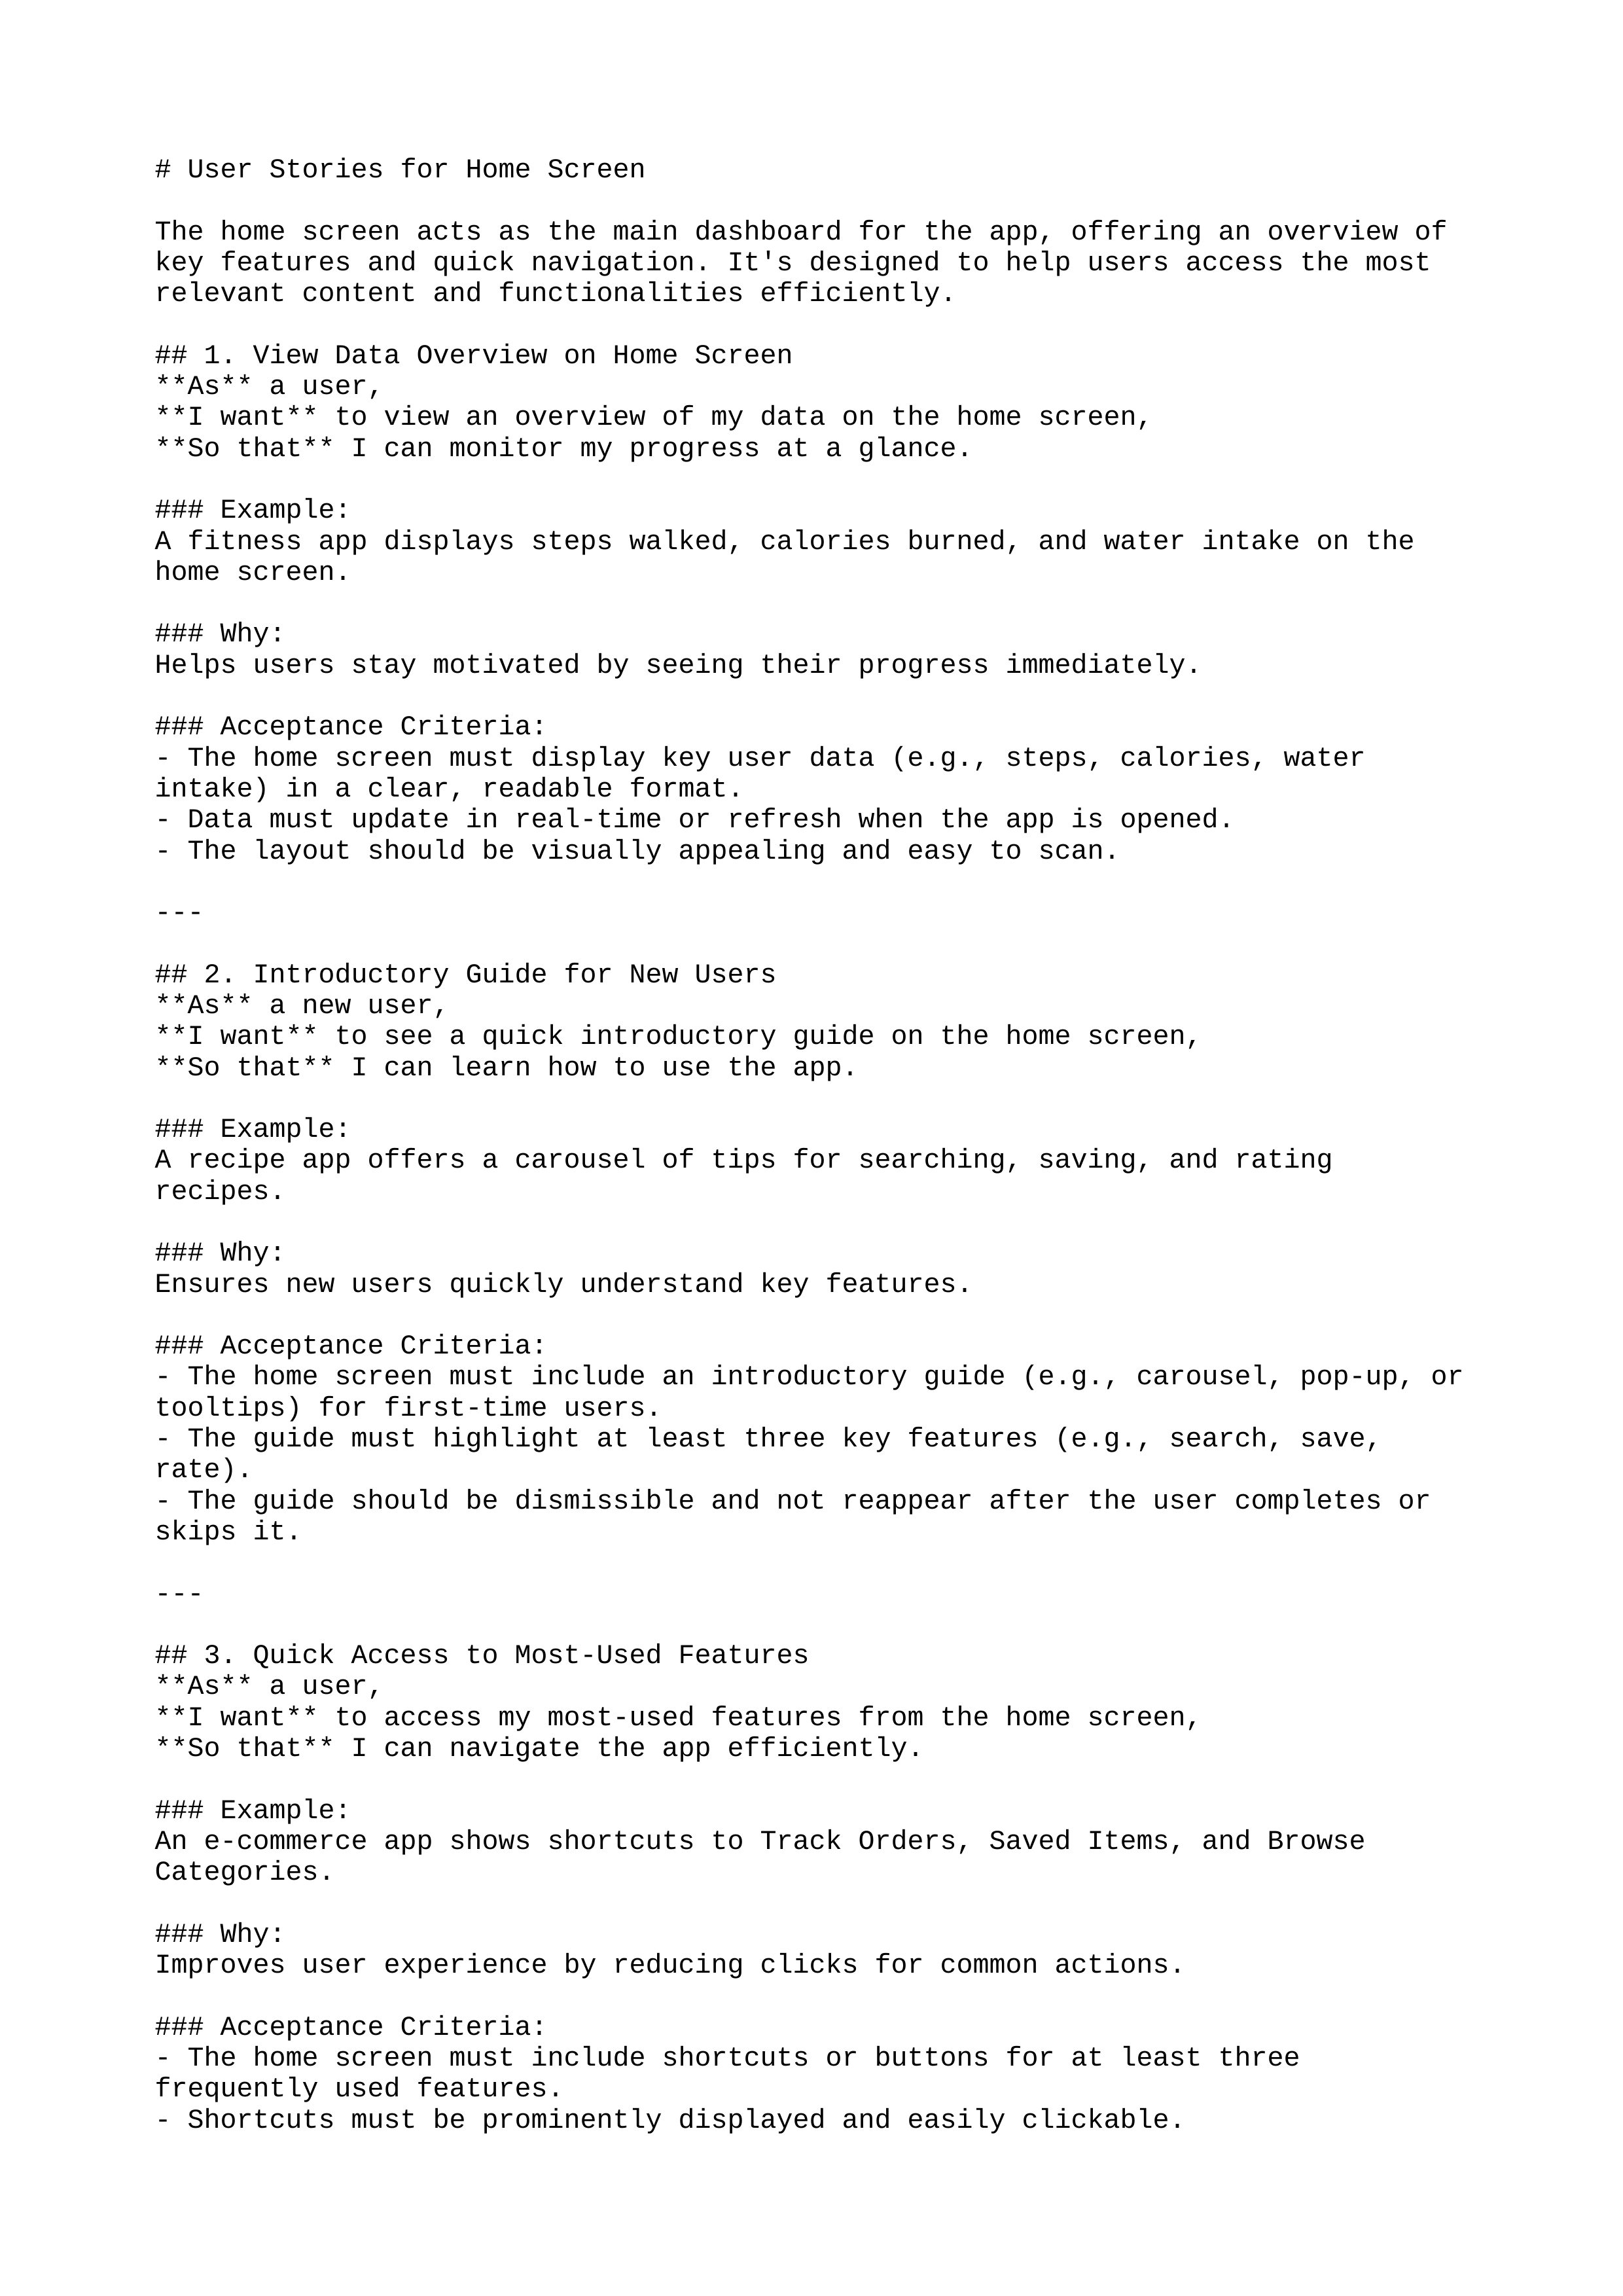 # User Stories for Home Screen

The home screen acts as the main dashboard for the app, offering an overview of
key features and quick navigation. It's designed to help users access the most
relevant content and functionalities efficiently.

## 1. View Data Overview on Home Screen
**As** a user,
**I want** to view an overview of my data on the home screen,
**So that** I can monitor my progress at a glance.

### Example:
A fitness app displays steps walked, calories burned, and water intake on the
home screen.

### Why:
Helps users stay motivated by seeing their progress immediately.

### Acceptance Criteria:
- The home screen must display key user data (e.g., steps, calories, water
intake) in a clear, readable format.
- Data must update in real-time or refresh when the app is opened.
- The layout should be visually appealing and easy to scan.

---

## 2. Introductory Guide for New Users
**As** a new user,
**I want** to see a quick introductory guide on the home screen,
**So that** I can learn how to use the app.

### Example:
A recipe app offers a carousel of tips for searching, saving, and rating
recipes.

### Why:
Ensures new users quickly understand key features.

### Acceptance Criteria:
- The home screen must include an introductory guide (e.g., carousel, pop-up, or
tooltips) for first-time users.
- The guide must highlight at least three key features (e.g., search, save,
rate).
- The guide should be dismissible and not reappear after the user completes or
skips it.

---

## 3. Quick Access to Most-Used Features
**As** a user,
**I want** to access my most-used features from the home screen,
**So that** I can navigate the app efficiently.

### Example:
An e-commerce app shows shortcuts to Track Orders, Saved Items, and Browse
Categories.

### Why:
Improves user experience by reducing clicks for common actions.

### Acceptance Criteria:
- The home screen must include shortcuts or buttons for at least three
frequently used features.
- Shortcuts must be prominently displayed and easily clickable.